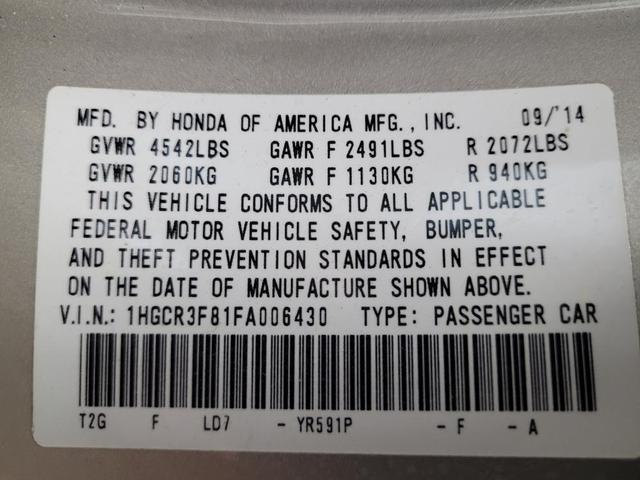 MFD. BY HONDA OF AMERICA MFG., INC. 09/'14
GVWR 4542LBS GAWR F 2491LBS R 2072LBS
GVWR 2060KG GAWR F 1130KG R 940KG
THIS VEHICLE CONFORMS TO ALL APPLICABLE
FEDERAL MOTOR VEHICLE SAFETY, BUMPER,
AND THEFT PREVENTION STANDARDS IN EFFECT
ON THE DATE OF MANUFACTURE SHOWN ABOVE.
V.I.N.: 1HGCR3F81FA006430 TYPE: PASSENGER CAR
T2G F LD7 - YR591P - F - A